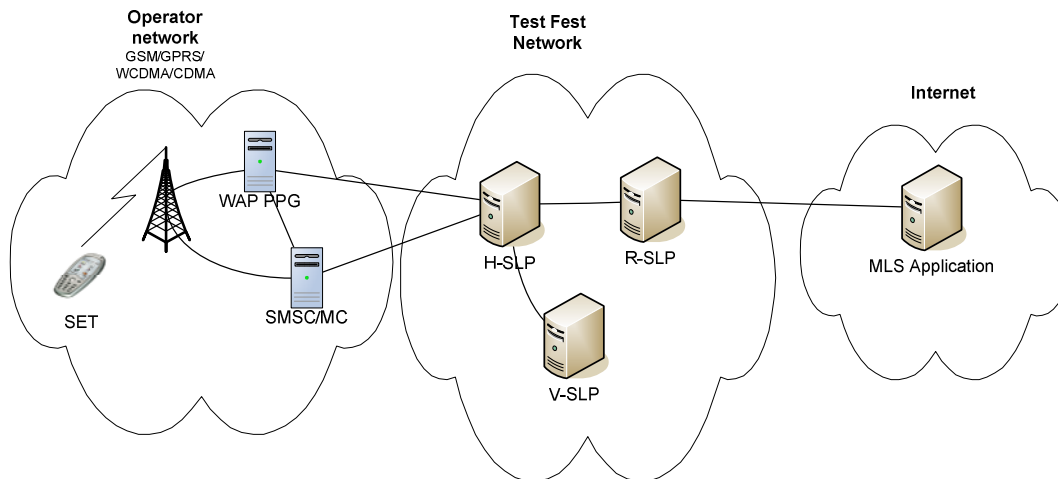 Operator
network
GSM/GPRS/
WCDMA/CDMA
Test Fest
Network
Internet
WAP PPG
H-SLP
R-SLP
MLS Application
SET
SMSC/MC
V-SLP